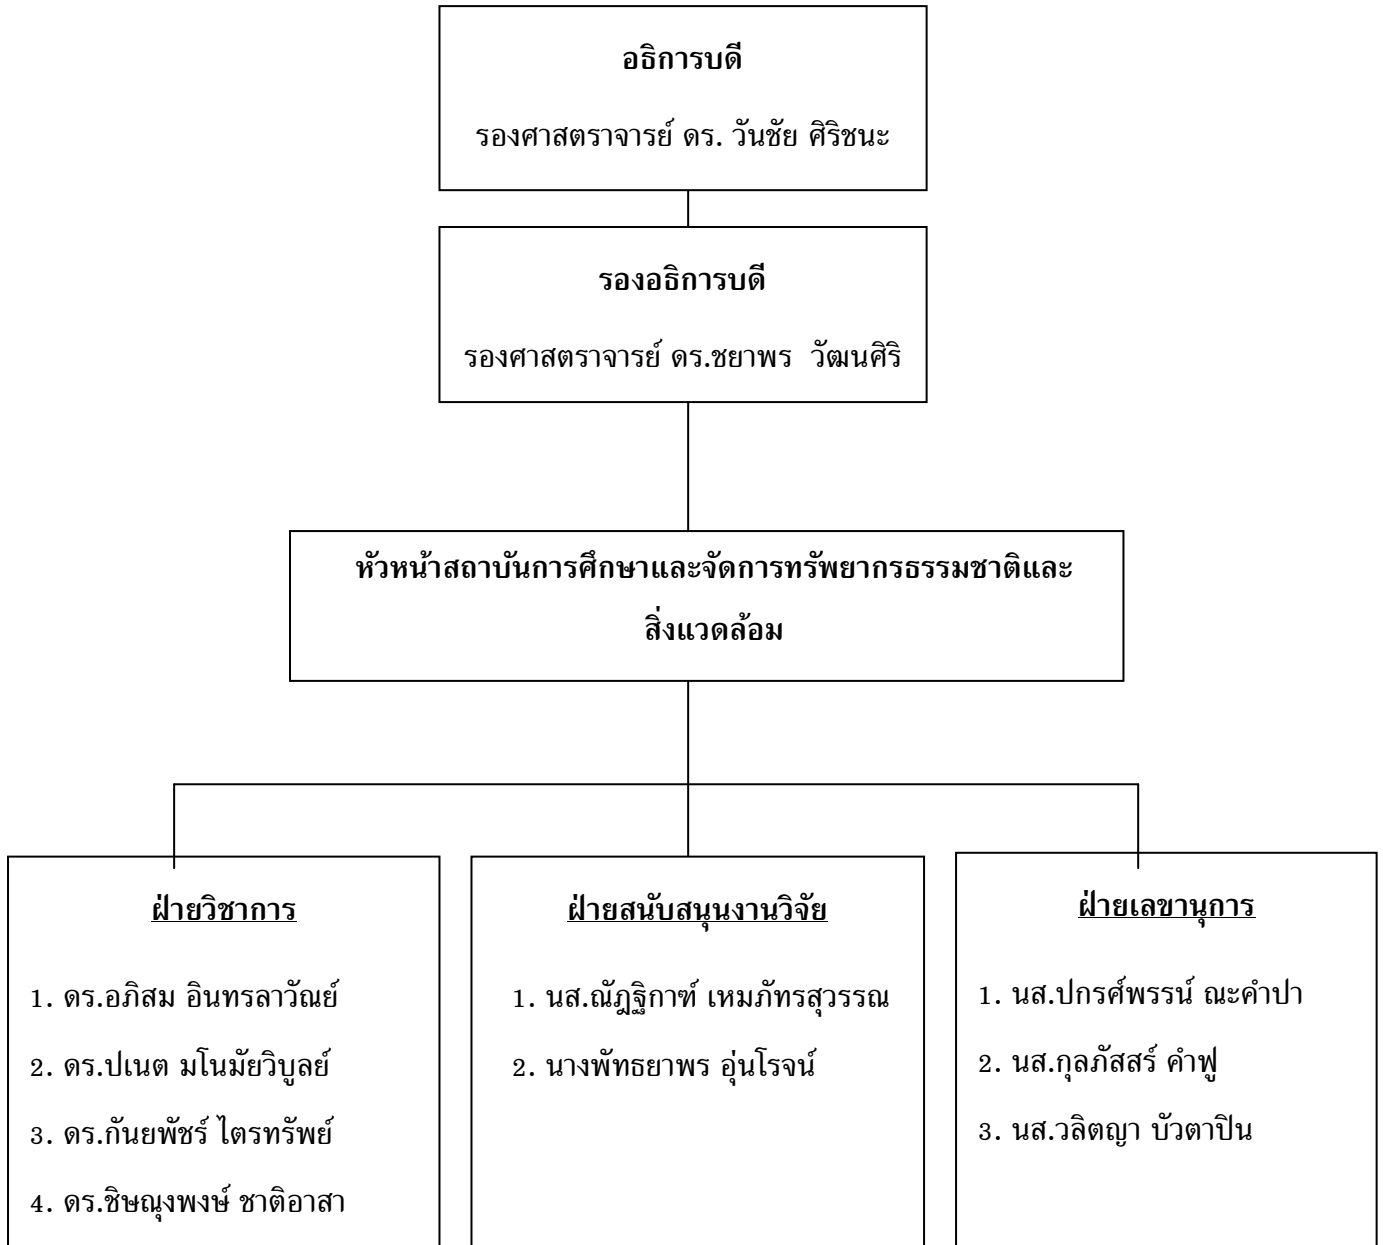 อธิการบดี
รองศาสตราจารย์ ดร. วันชัย ศิริชนะ
รองอธิการบดี
รองศาสตราจารย์ ดร.ชยาพร วัฒนศิริ
หัวหน้าสถาบันการศึกษาและจัดการทรัพยากรธรรมชาติและ
สิ่งแวดล้อม
ฝ่ายวิชาการ
1. ดร.อภิสม อินทรลาวัณย์
2. ดร.ปเนต มโนมัยวิบูลย์
3. ดร.กันยพัชร์ ไตรทรัพย์
4. ดร.ชิษณุงพงษ์ ชาติอาสา
ฝ่ายสนับสนุนงานวิจัย
1. นส.ณัฎฐิกาฑ์ เหมภัทรสุวรรณ
2. นางพัทธยาพร อุ่นโรจน์
ฝ่ายเลขานุการ
1. นส.ปกรศ์พรรน์ ณะคำปา
2. นส.กุลภัสสร์ คำฟู
3. นส.วลิตญา บัวตาปิน